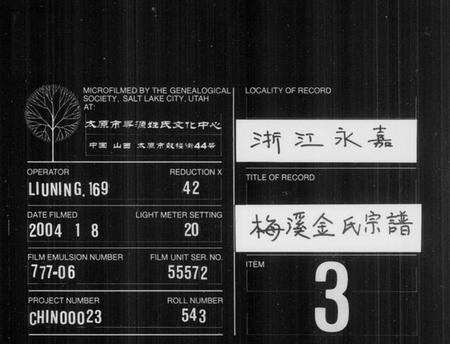 MICROFILMED BY THE GENEALOGICAL
SOCIETY, SALT LAKE CITY, UTAH
AT:
太原市寻源姓氏文化中心
中国 山西 太原市鼓楼街44号
OPERATOR
LIUNING.169
REDUCTION X
42
DATE FILMED
2004 1 8
LIGHT METER SETTING
20
FILM EMULSION NUMBER
777-06
FILM UNIT SER. NO.
55572
PROJECT NUMBER
CHIN00023
ROLL NUMBER
543
LOCALITY OF RECORD
浙江永嘉
TITLE OF RECORD
梅溪金氏宗譜
ITEM
3